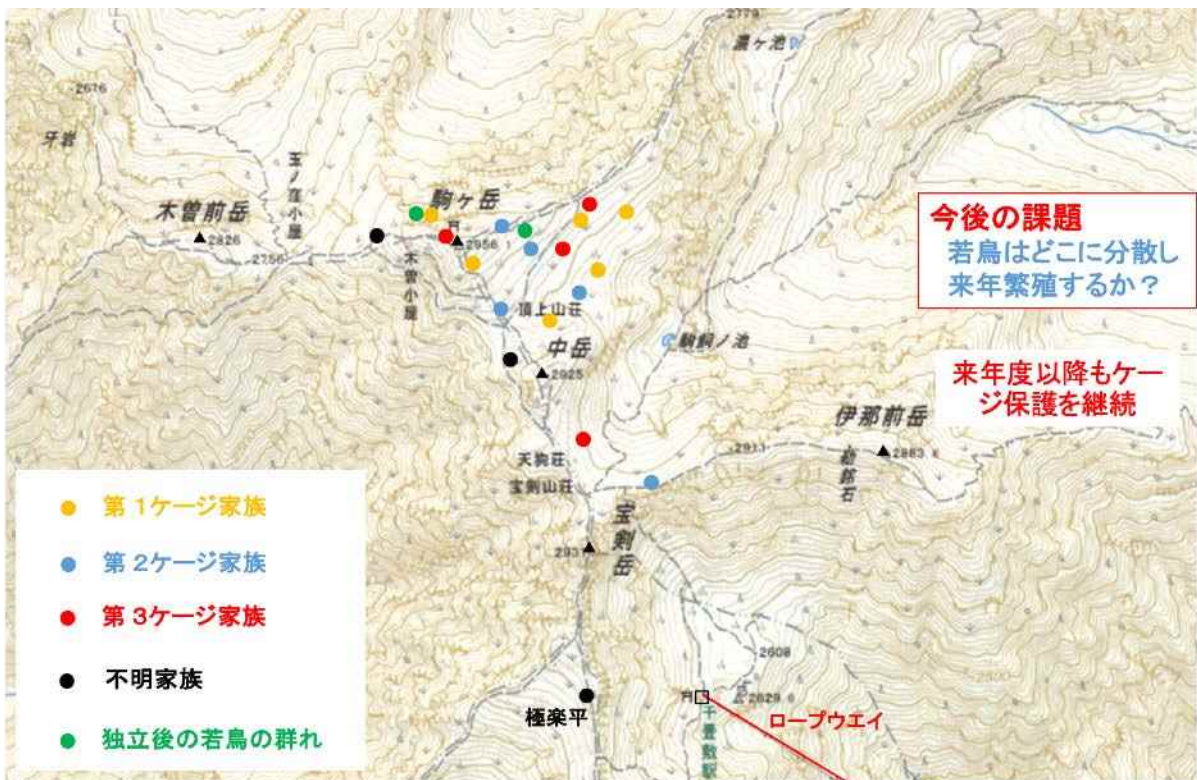 2779
濃ヶ池
2676
牙岩
玉ノ窪小屋
駒ヶ岳
木曽前岳
2826
2956
木曽小屋
今後の課題
若鳥はどこに分散し
来年繁殖するか？
頂上山荘
中岳
2925
駒飼ノ池
来年度以降もケー
ジ保護を継続
伊那前岳
2911
2883
天狗荘
宝剣山荘
宝剣岳
293
第1ケージ家族
第2ケージ家族
第3ケージ家族
不明家族
独立後の若鳥の群れ
2608
2800
極楽平
千畳敷駅
ロープウエイ